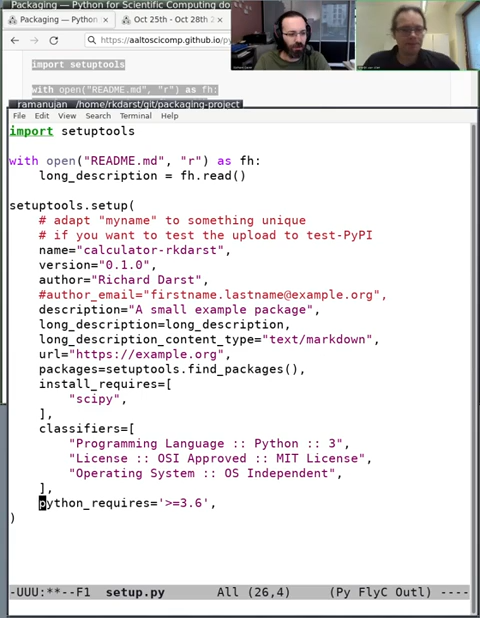 Packaging — Python for Scientific Computing do
Packaging — Python fo
Oct 25th - Oct 28th 2
https://aaltoscicomp.github.io/py
import setuptools
with open("README.md", "r") as fh:
ramanujan /home/rkdarst/git/packaging-project
File Edit View Search Terminal Help
import setuptools
with open("README.md", "r") as fh:
    long_description = fh.read()
setuptools.setup(
    # adapt "myname" to something unique
    # if you want to test the upload to test-PyPI
    name="calculator-rkdarst",
    version="0.1.0",
    author="Richard Darst",
    #author_email="firstname.lastname@example.org",
    description="A small example package",
    long_description=long_description,
    long_description_content_type="text/markdown",
    url="https://example.org",
    packages=setuptools.find_packages(),
    install_requires=[
        "scipy",
    ],
    classifiers=[
        "Programming Language :: Python :: 3",
        "License :: OSI Approved :: MIT License",
        "Operating System :: OS Independent",
    ],
    python_requires='>=3.6',
)
-UUU:**--F1  setup.py       All (26,4)     (Py FlyC Outl) ----